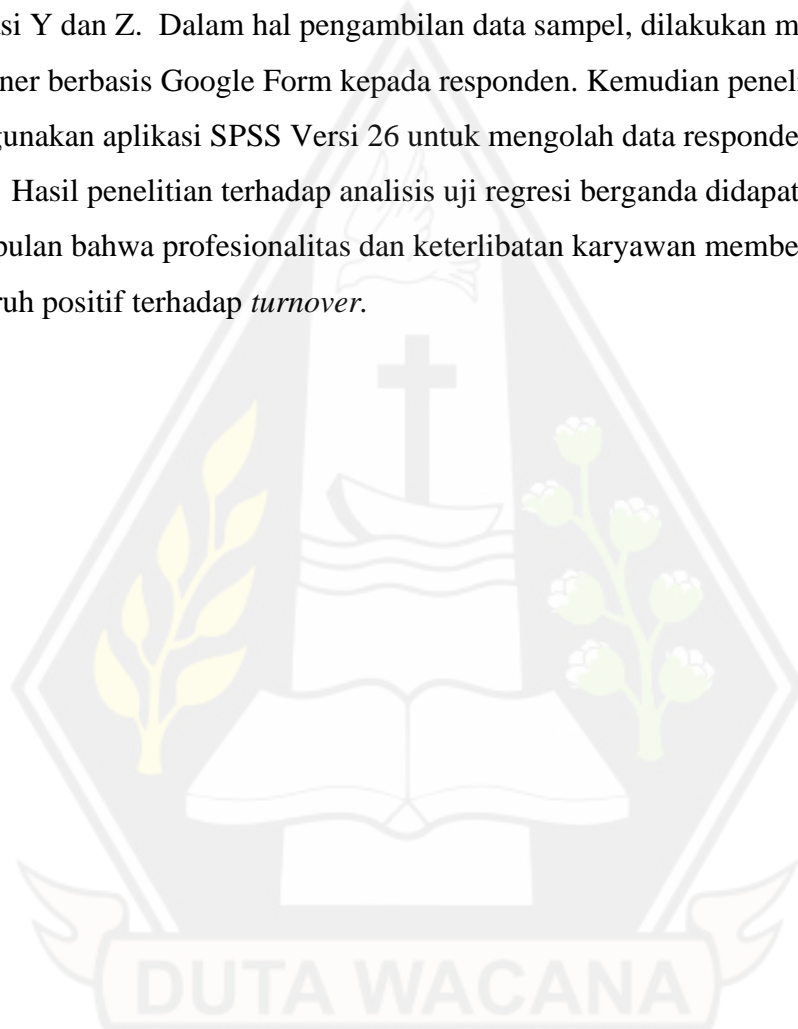 si Y dan Z. Dalam hal pengambilan data sampel, dilakukan m
ner berbasis Google Form kepada responden. Kemudian penel
gunakan aplikasi SPSS Versi 26 untuk mengolah data responde
Hasil penelitian terhadap analisis uji regresi berganda didapat
pulan bahwa profesionalitas dan keterlibatan karyawan membe
ruh positif terhadap turnover.
DUTA WACANA